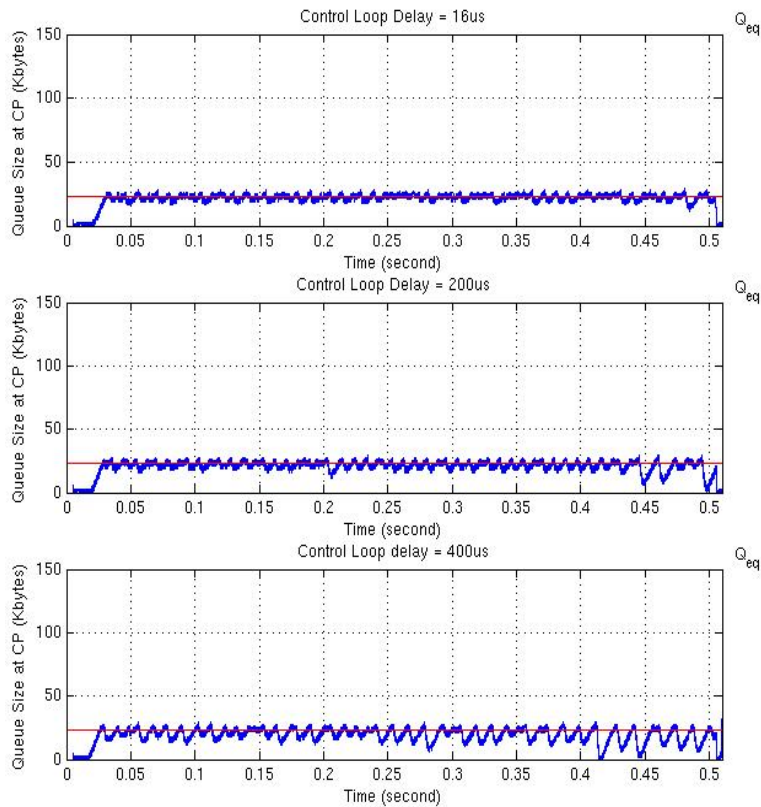 Control Loop Delay = 16us
Q eq
150
100
50
0
Queue Size at CP (Kbytes)
0 0.05 0.1 0.15 0.2 0.25 0.3 0.35 0.4 0.45 0.5
Time (second)
Control Loop Delay = 200us
Q eq
150
100
50
0
Queue Size at CP (Kbytes)
0 0.05 0.1 0.15 0.2 0.25 0.3 0.35 0.4 0.45 0.5
Time (second)
Control Loop delay = 400us
Q eq
150
100
50
0
Queue Size at CP (Kbytes)
0 0.05 0.1 0.15 0.2 0.25 0.3 0.35 0.4 0.45 0.5
Time (second)